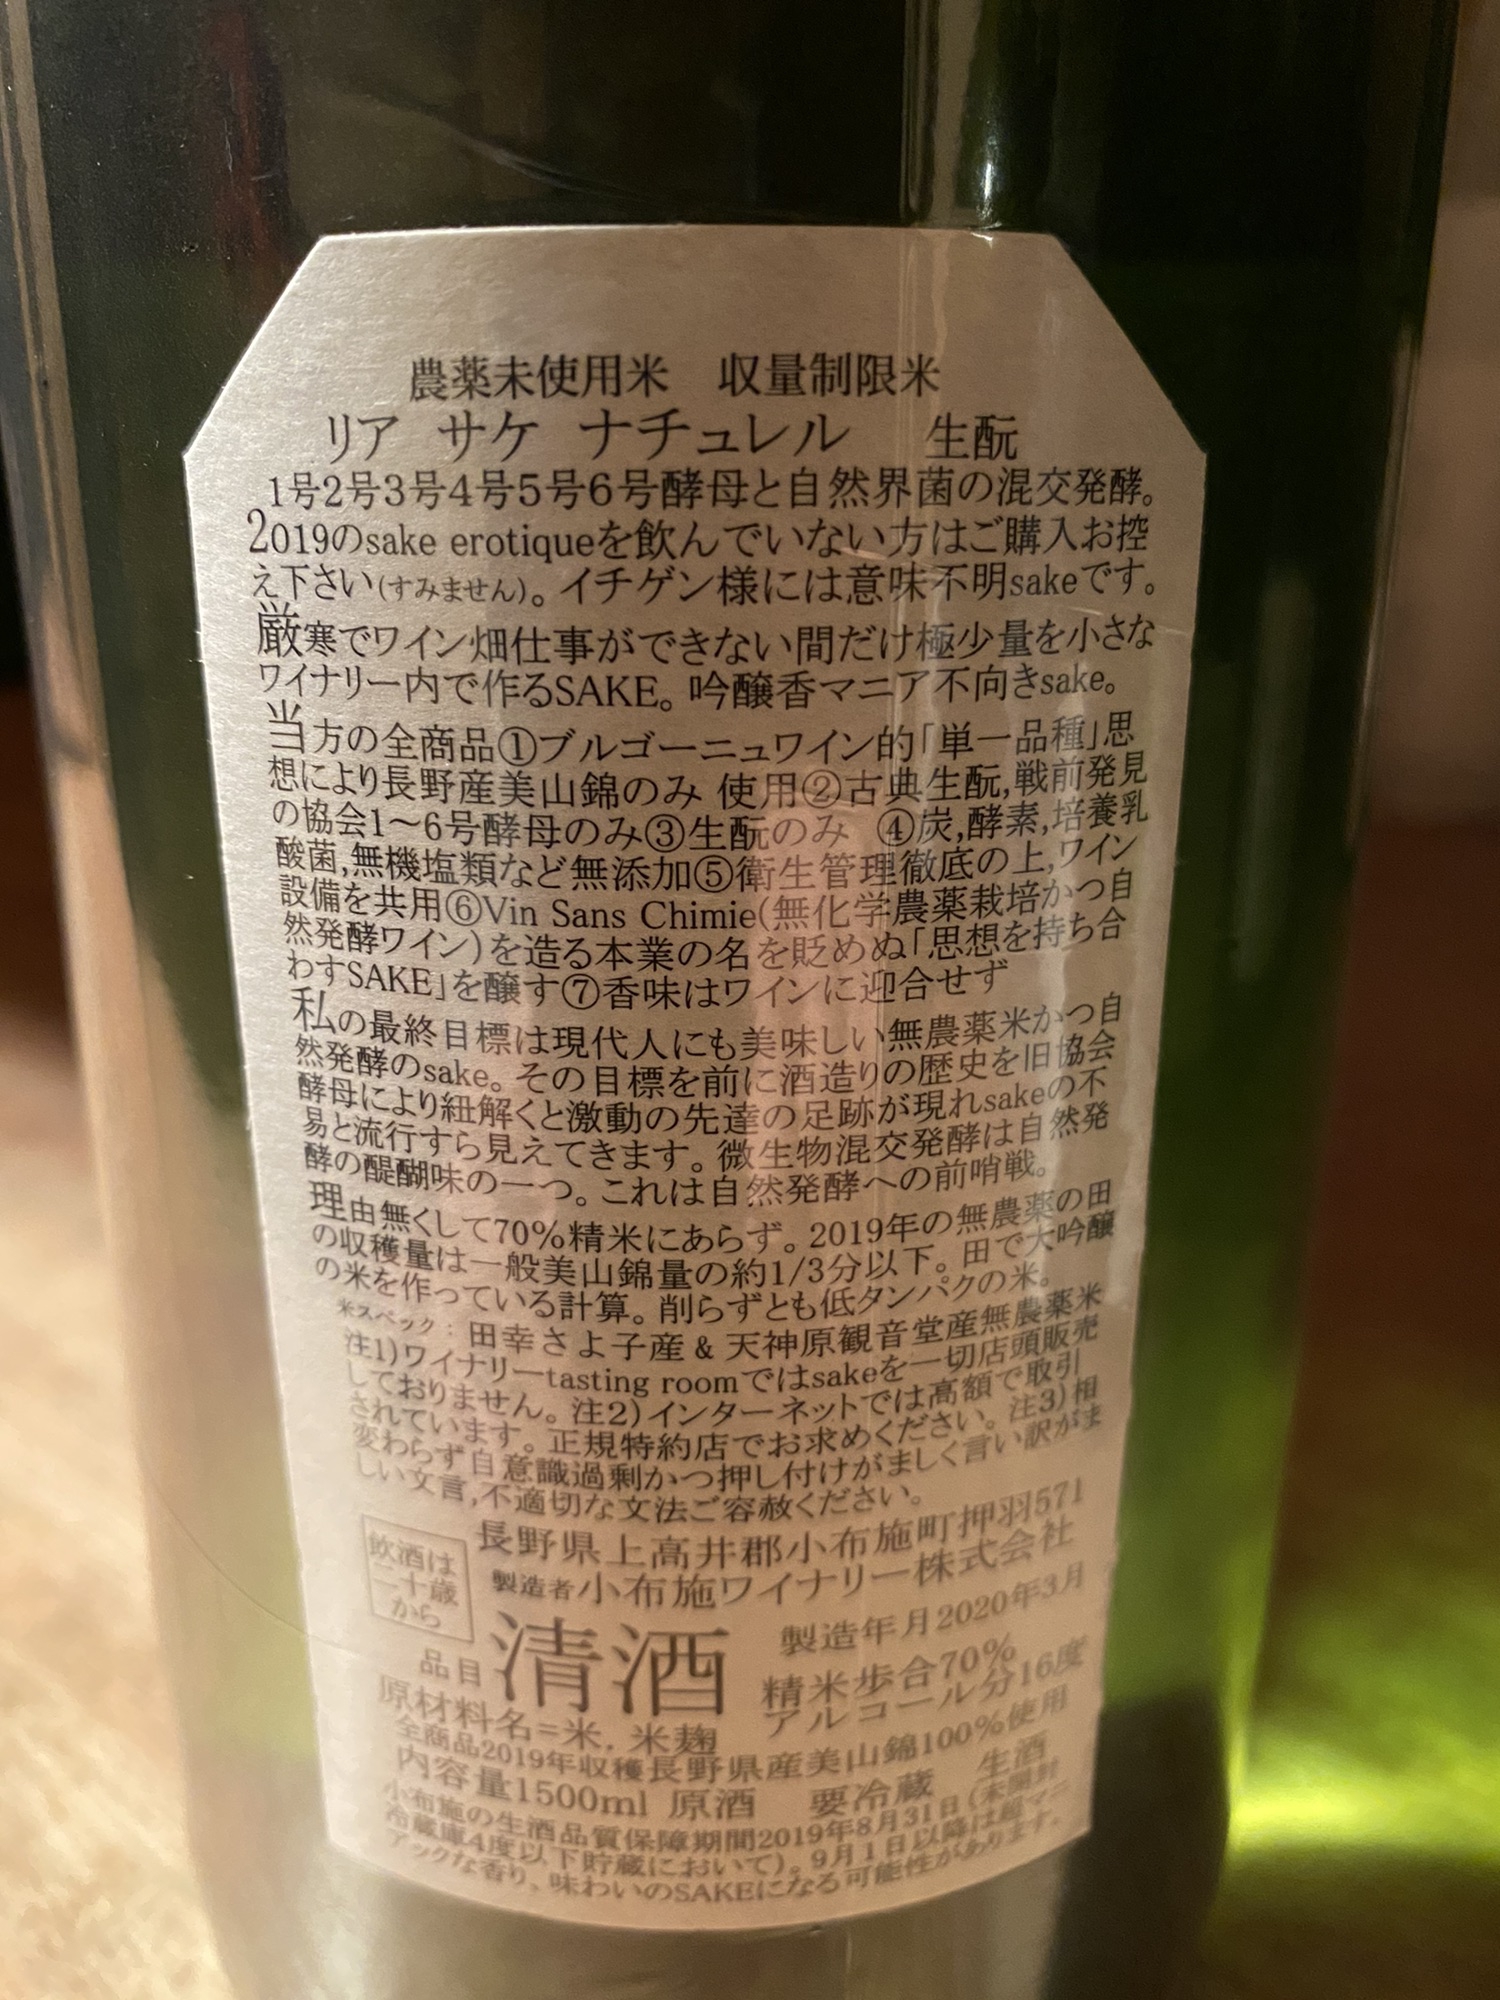 農薬未使用米　収量制限米
リア　サケ　ナチュレル　　生酛
1号2号3号4号5号6号酵母と自然界菌の混交発酵。
2019のsake erotiqueを飲んでいない方はご購入お控
え下さい(すみません)。イチゲン様には意味不明sakeです。
厳寒でワイン畑仕事ができない間だけ極少量を小さな
ワイナリー内で作るSAKE。吟醸香マニア不向きsake。
当方の全商品①ブルゴーニュワイン的「単一品種」思
想により長野産美山錦のみ 使用②古典生酛,戦前発見
の協会1〜6号酵母のみ③生酛のみ　④炭,酵素,培養乳
酸菌,無機塩類など無添加⑤衛生管理徹底の上,ワイン
設備を共用⑥Vin Sans Chimie(無化学農薬栽培かつ自
然発酵ワイン)を造る本業の名を貶めぬ「思想を持ち合
わすSAKE」を醸す⑦香味はワインに迎合せず
私の最終目標は現代人にも美味しい無農薬米かつ自
然発酵のsake。その目標を前に酒造りの歴史を旧協会
酵母により紐解くと激動の先達の足跡が現れsakeの不
易と流行すら見えてきます。微生物混交発酵は自然発
酵の醍醐味の一つ。これは自然発酵への前哨戦。
理由無くして70%精米にあらず。2019年の無農薬の田
の収穫量は一般美山錦量の約1/3分以下。田で大吟醸
の米を作っている計算。削らずとも低タンパクの米。
米スペック：田幸さよ子産 & 天神原観音堂産無農薬米
注1)ワイナリーtasting roomではsakeを一切店頭販売
しておりません。注2)インターネットでは高額で取引
されています。正規特約店でお求めください。注3)相
変わらず自意識過剰かつ押し付けがましく言い訳がま
しい文言,不適切な文法ご容赦ください。
長野県上高井郡小布施町押羽571
製造者小布施ワイナリー株式会社
飲酒は
二十歳
から
製造年月2020年3月
品目 清酒
精米歩合70%
アルコール分16度
原材料名=米,米麹
全商品2019年収穫長野県産美山錦100%使用
内容量1500ml 原酒　要冷蔵　生酒
小布施の生酒品質保障期間2019年8月31日(未開封
冷蔵庫4度以下貯蔵において)。9月1日以降は超マニ
アックな香り、味わいのSAKEになる可能性があります。